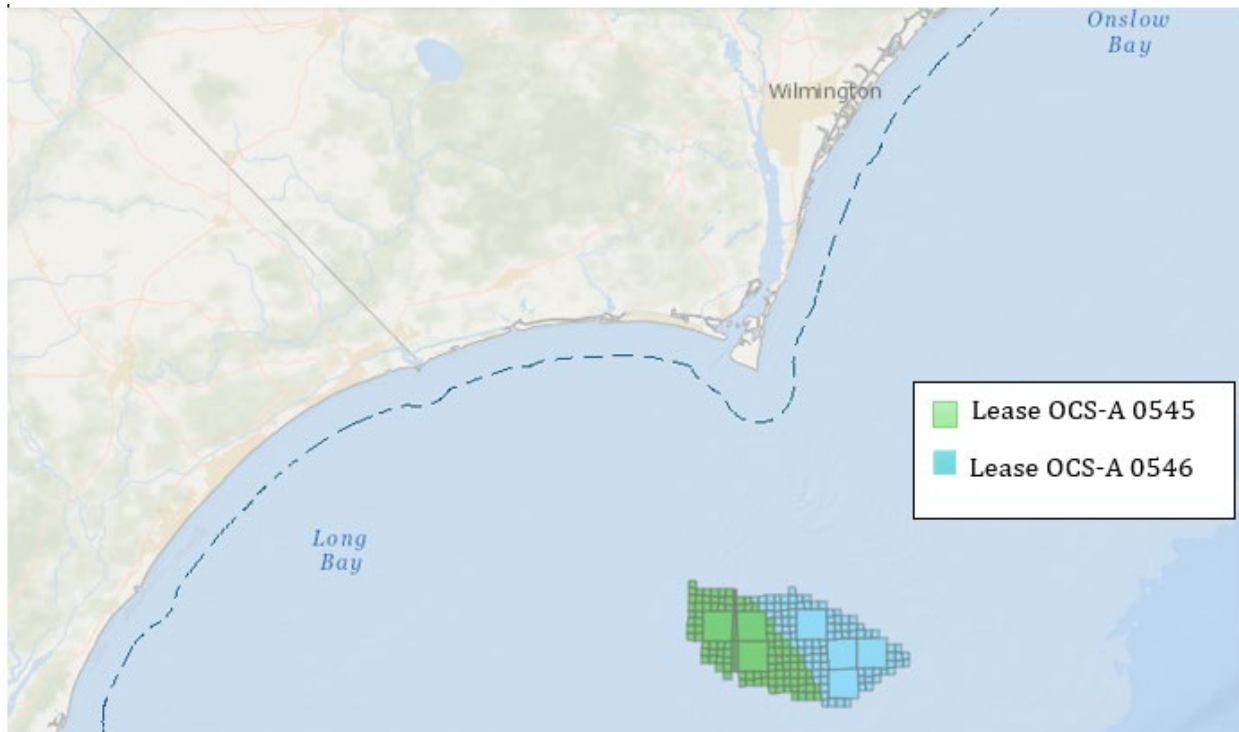 Onslow
Bay
Wilmington
Lease OCS-A 0545
Lease OCS-A 0546
Long
Bay